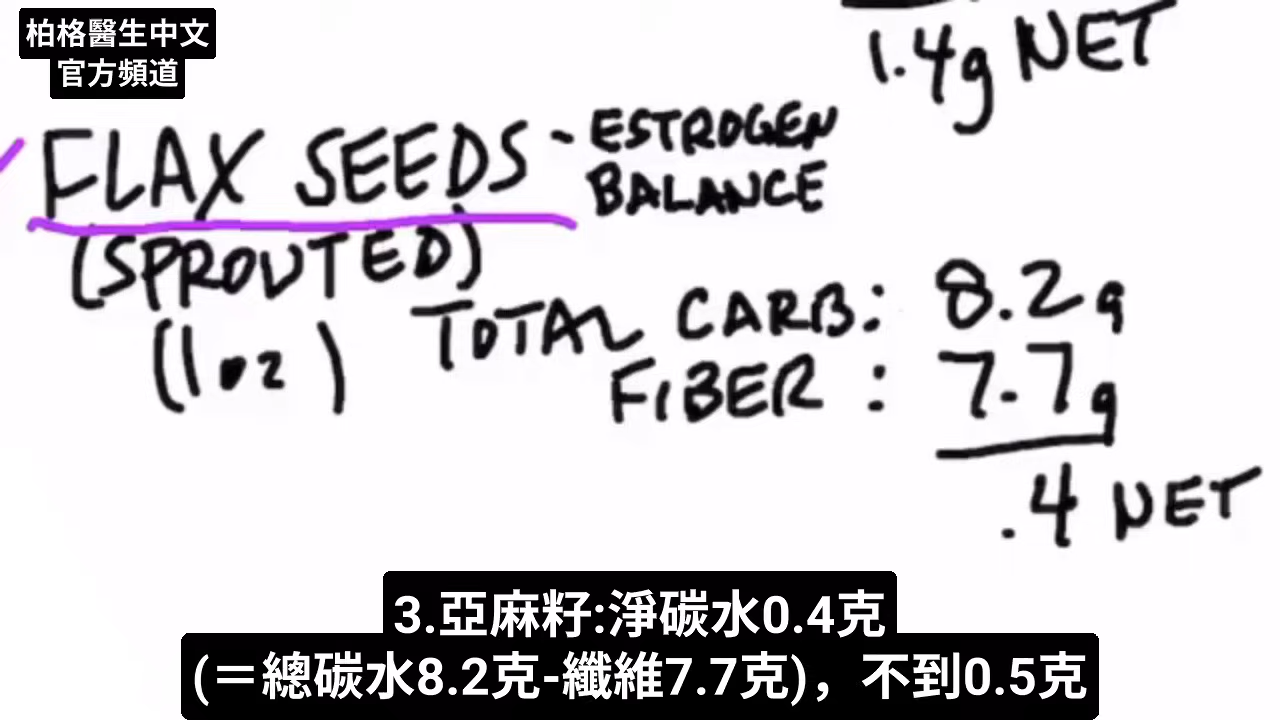 柏格醫生中文
官方頻道
1.4g NET
FLAX SEEDS - ESTROGEN
BALANCE
(SPROUTED)
(1oz)
TOTAL CARB: 8.2g
FIBER : 7.7g
.4 NET
3.亞麻籽:淨碳水0.4克
(＝總碳水8.2克-纖維7.7克)，不到0.5克